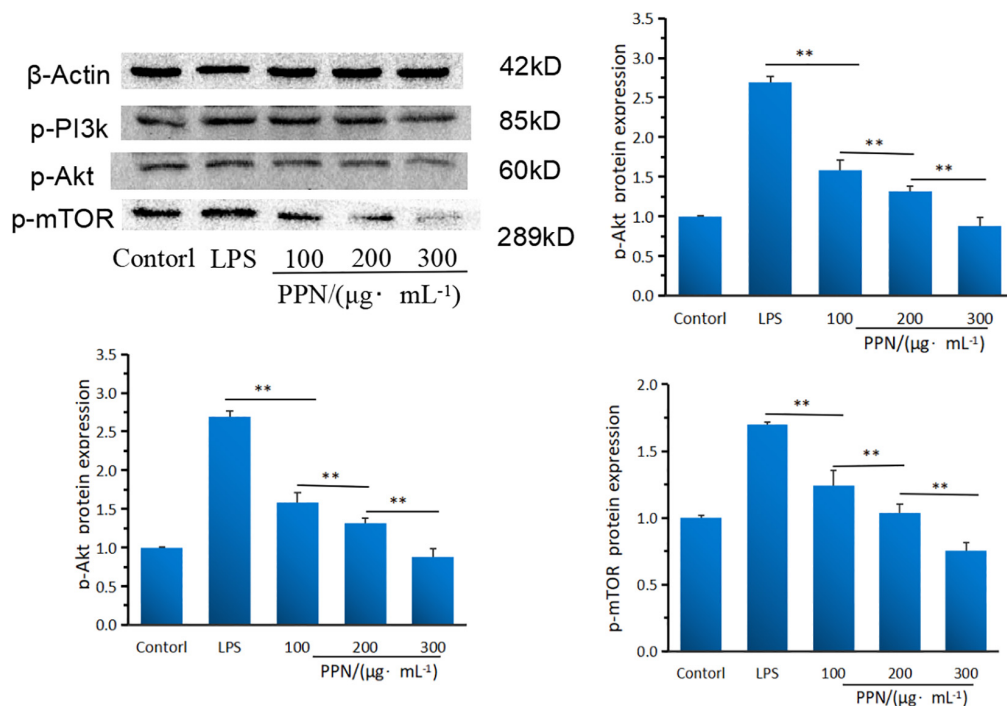 β-Actin
42kD
p-PI3k
85kD
p-Akt
60kD
p-mTOR
289kD
Contorl LPS 100 200 300
PPN/(μg· mL⁻¹)
p-Akt protein expression
3.5
3.0
2.5
2.0
1.5
1.0
0.5
0.0
**
**
**
Contorl LPS 100 200 300
PPN/(μg· mL⁻¹)
p-Akt protein expression
3.5
3.0
2.5
2.0
1.5
1.0
0.5
0.0
**
**
**
Contorl LPS 100 200 300
PPN/(μg· mL⁻¹)
p-mTOR protein expression
2.0
1.5
1.0
0.5
0.0
**
**
**
Contorl LPS 100 200 300
PPN/(μg· mL⁻¹)